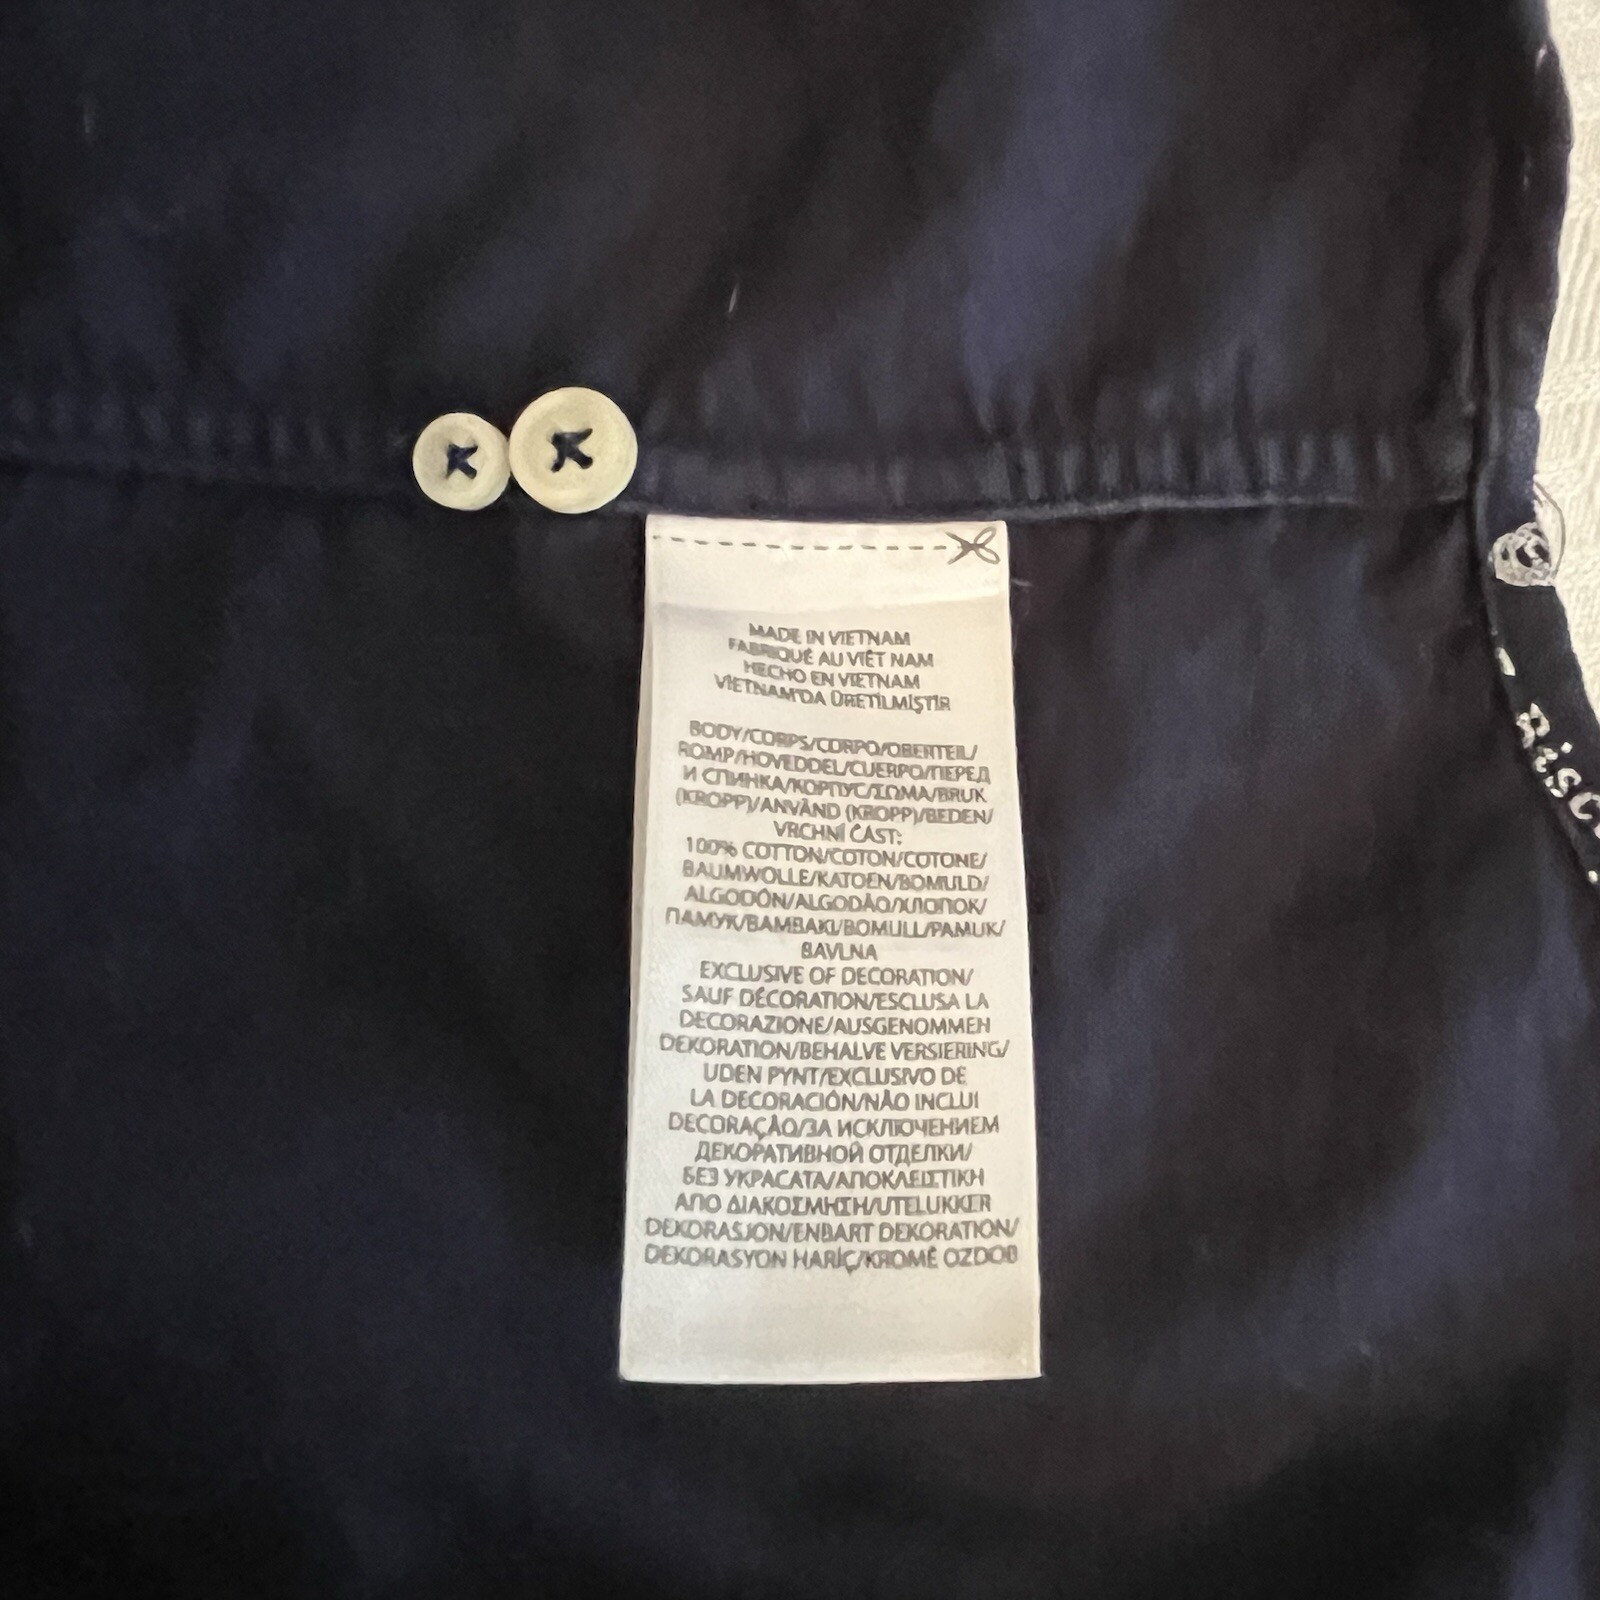 MADE IN VIETNAM
FABRIQUÉ AU VIÊT NAM
HECHO EN VIETNAM
VIETNAM'DA ÜRETİLMİŞTİR
BODY/CORPS/CORPO/OBERTEIL/
ROMP/HOVEDDEL/CUERPO/ПЕРЕД
И СПИНКА/КОРПУС/ΣΩΜΑ/BRUK
(KROPP)/ANVÄND (KROPP)/BEDEN/
VRCHNÍ ČAST:
100% COTTON/COTON/COTONE/
BAUMWOLLE/KATOEN/BOMULD/
ALGODÓN/ALGODÃO/ХЛОПОК/
ПАМУК/ΒΑΜΒΑΚΙ/BOMULL/PAMUK/
BAVLNA
EXCLUSIVE OF DECORATION/
SAUF DÉCORATION/ESCLUSA LA
DECORAZIONE/AUSGENOMMEN
DEKORATION/BEHALVE VERSIERING/
UDEN PYNT/EXCLUSIVO DE
LA DECORACIÓN/NÃO INCLUI
DECORAÇÃO/ЗА ИСКЛЮЧЕНИЕМ
ДЕКОРАТИВНОЙ ОТДЕЛКИ/
БЕЗ УКРАСАТА/ΑΠΟΚΛΕΙΣΤΙΚΗ
ΑΠΟ ΔΙΑΚΟΣΜΗΣΗ/UTELUKKER
DEKORASJON/ENBART DEKORATION/
DEKORASYON HARİÇ/KROMĚ OZDOB